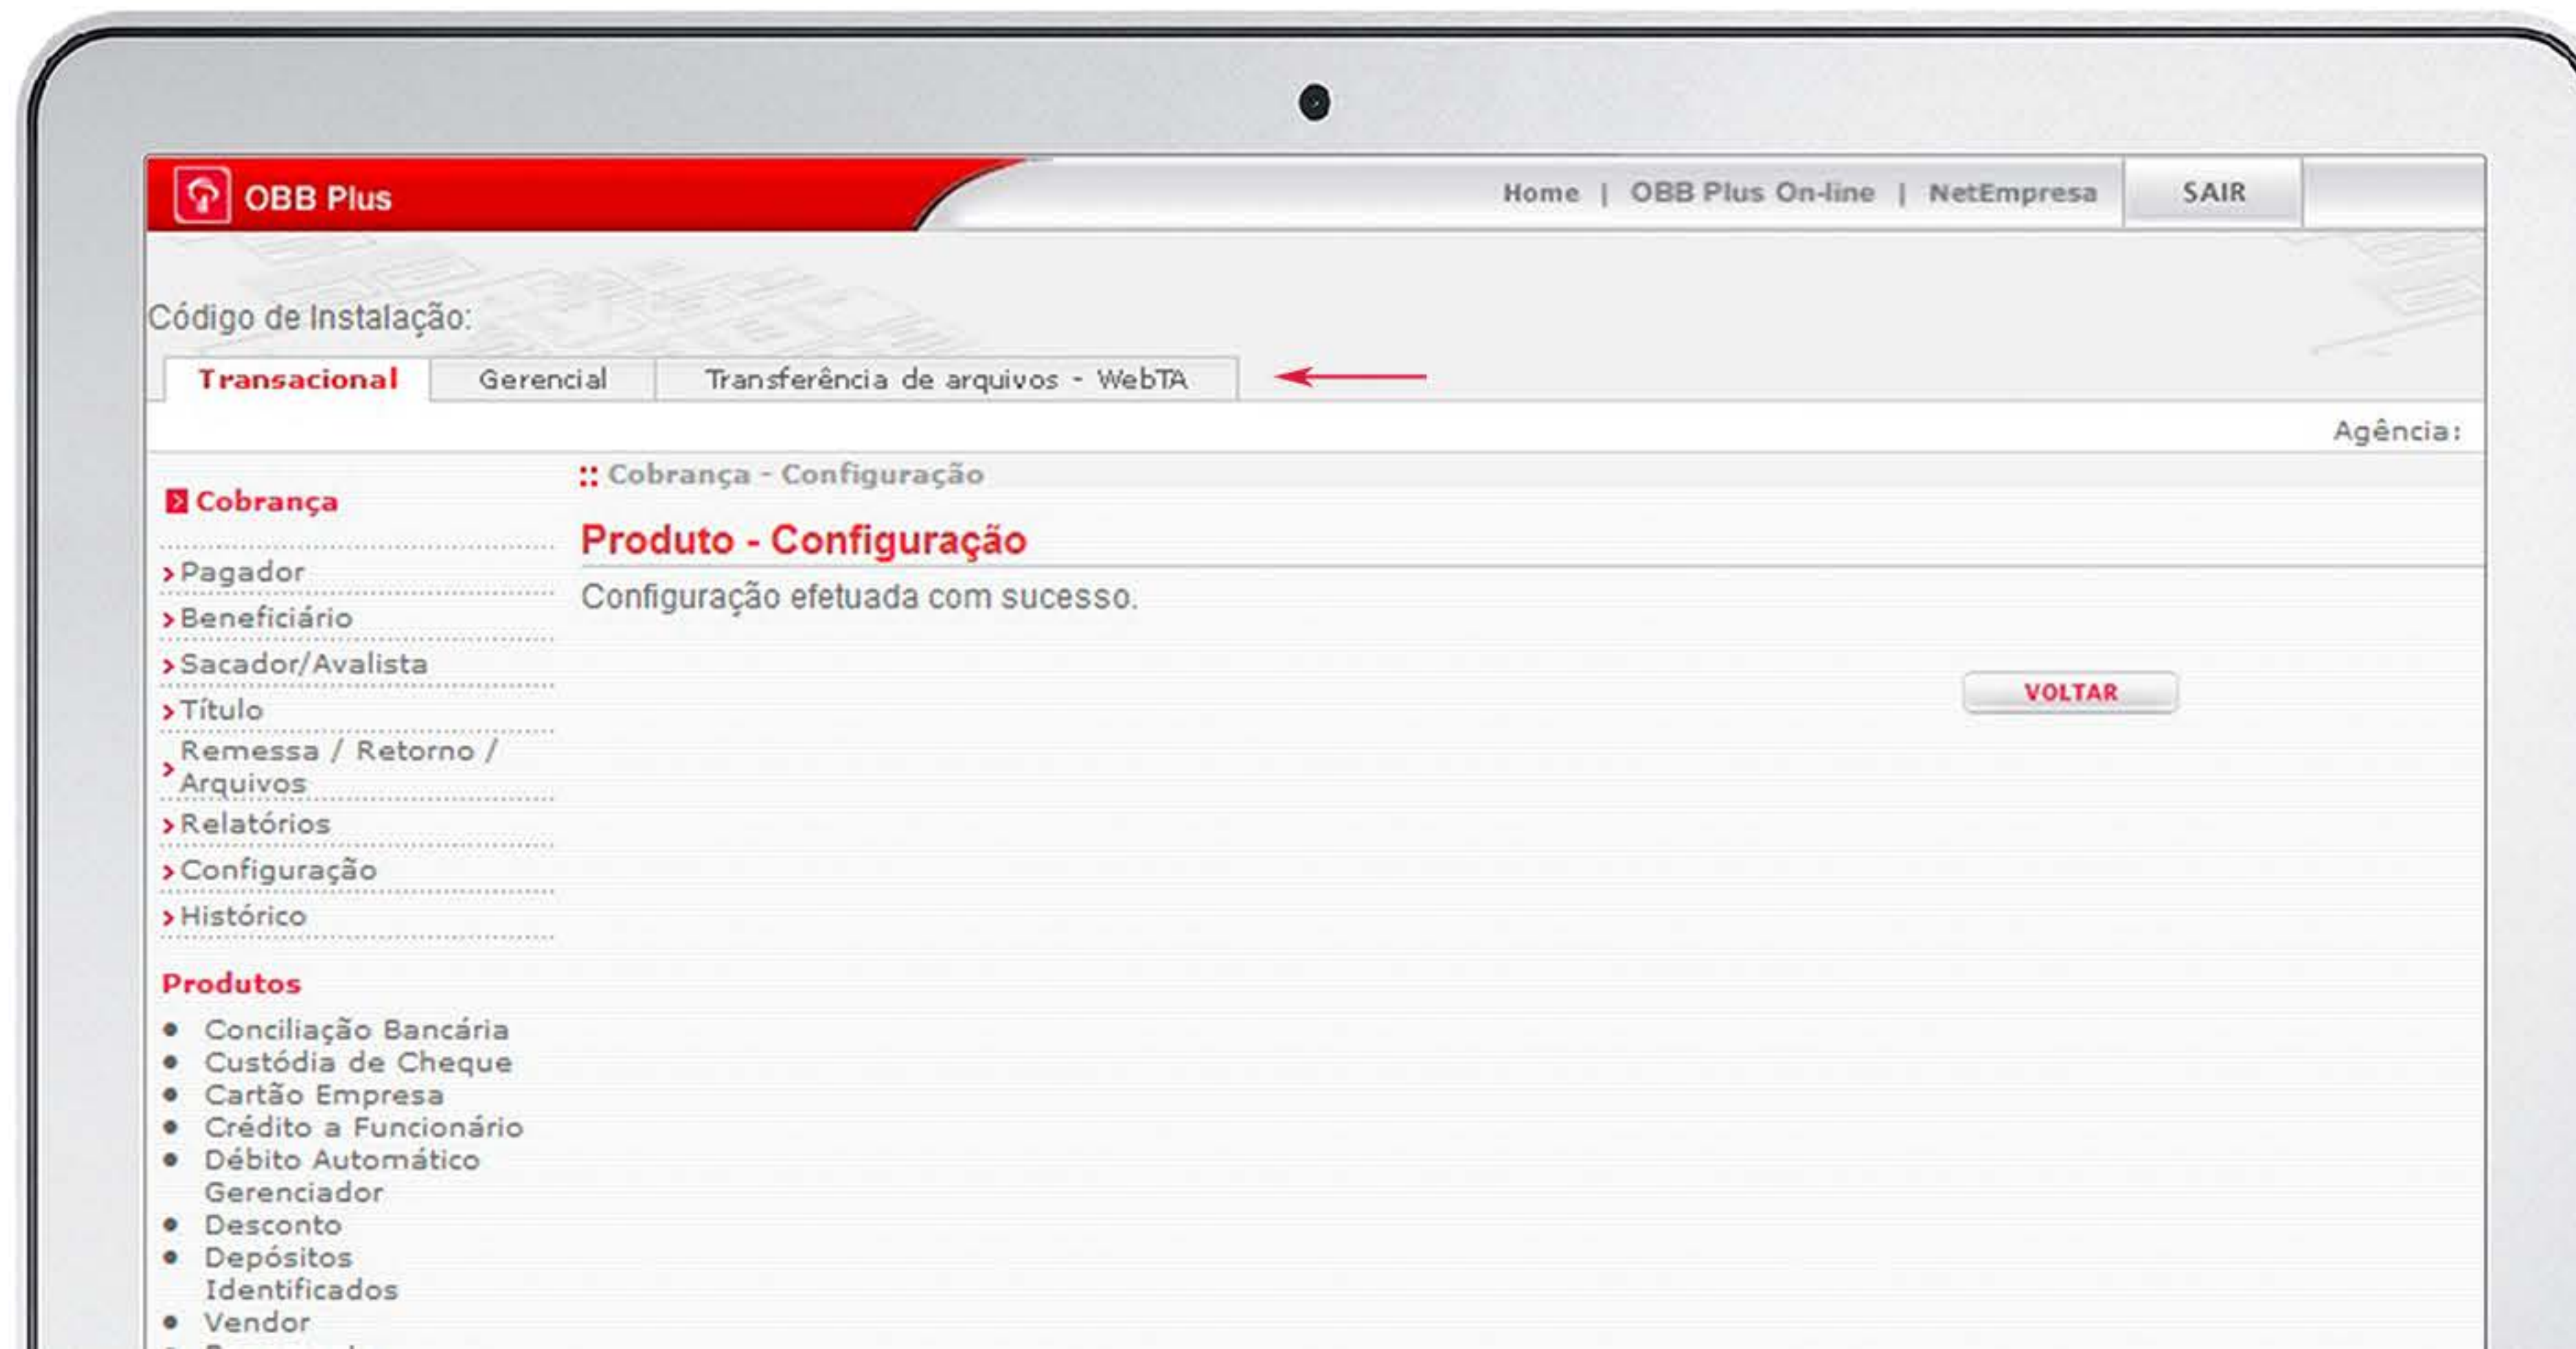 OBB Plus
Home | OBB Plus On-line | NetEmpresa
SAIR
Código de Instalação:
Transacional
Gerencial
Transferência de arquivos - WebTA
Agência:
Cobrança
Pagador
Beneficiário
Sacador/Avalista
Título
Remessa / Retorno /
Arquivos
Relatórios
Configuração
Histórico
Produtos
Conciliação Bancária
Custódia de Cheque
Cartão Empresa
Crédito a Funcionário
Débito Automático
Gerenciador
Desconto
Depósitos
Identificados
Vendor
:: Cobrança - Configuração
Produto - Configuração
Configuração efetuada com sucesso.
VOLTAR